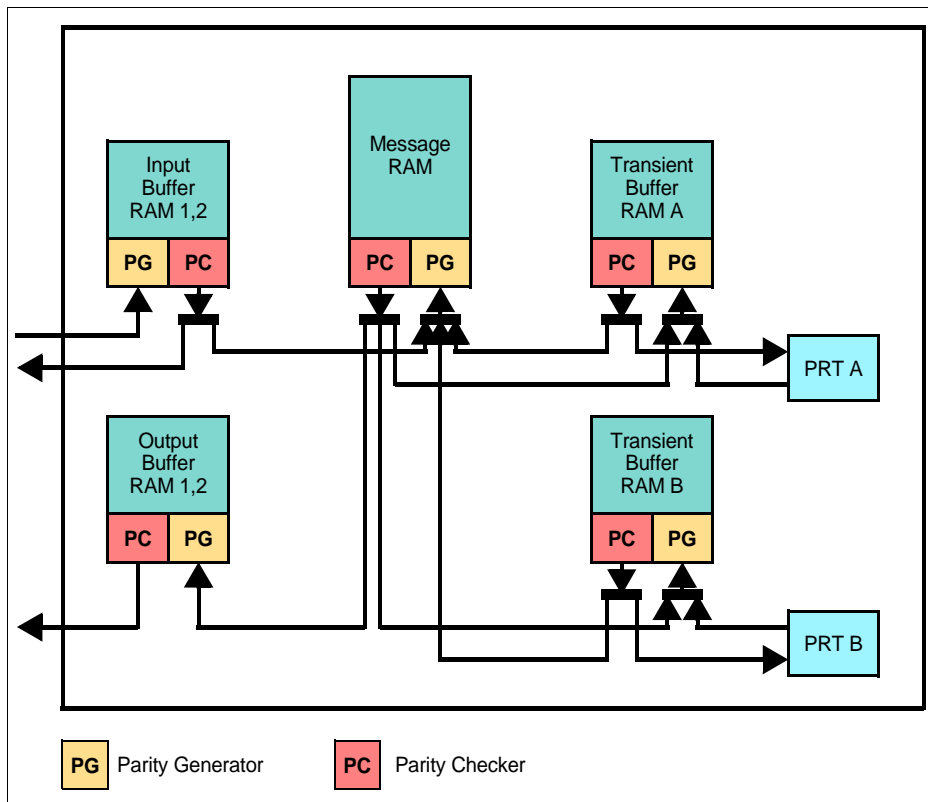 Message
RAM
Input
Buffer
RAM 1,2
Transient
Buffer
RAM A
PG
PC
PC
PG
PC
PG
PRT A
Output
Buffer
RAM 1,2
Transient
Buffer
RAM B
PC
PG
PC
PG
PRT B
PG Parity Generator
PC Parity Checker